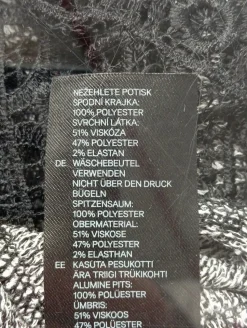 NEŽEHLETE POTISK
SPODNÍ KRAJKA:
100% POLYESTER
SVRCHNÍ LÁTKA:
51% VISKÓZA
47% POLYESTER
2% ELASTAN
DE WÄSCHEBEUTEL
VERWENDEN
NICHT ÜBER DEN DRUCK
BÜGELN
SPITZENSAUM:
100% POLYESTER
OBERMATERIAL:
51% VISKOSE
47% POLYESTER
2% ELASTHAN
EE KASUTA PESUKOTTI
ÄRA TRIIGI TRÜKIKOHTI
ALUMINE PITS:
100% POLÜESTER
ÜMBRIS:
51% VISKOOS
47% POLÜESTER